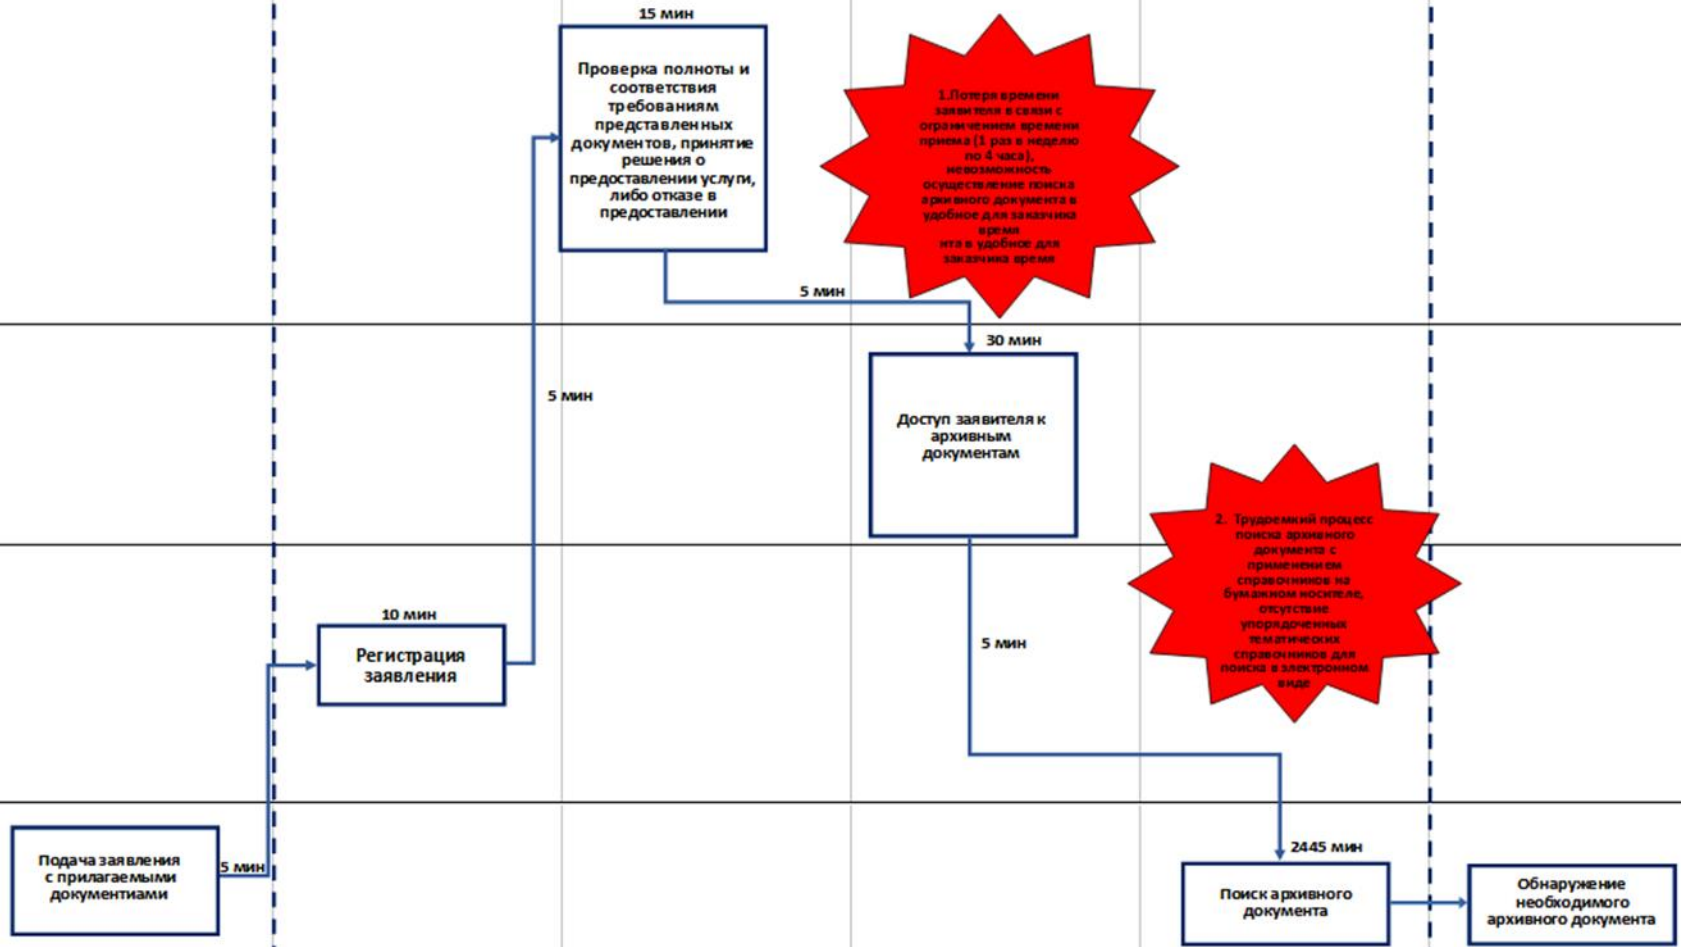 15 мин
Проверка полноты и
соответствия
требованиям
представленных
документов, принятие
решения о
предоставлении услуги,
либо отказе в
предоставлении
1.Потеря времени
заявителя в связи с
ограничением времени
приема (1 раз в неделю
по 4 часа),
невозможность
осуществление поиска
архивного документа в
удобное для заказчика
время
ита в удобное для
заказчика время
5 мин
30 мин
5 мин
Доступ заявителя к
архивным
документам
2. Трудоемкий процесс
поиска архивного
документа с
применением
справочников на
бумажном носителе,
отсутствие
упорядоченных
тематических
справочников для
поиска в электронном
виде
10 мин
Регистрация
заявления
5 мин
Подача заявления
с прилагаемыми
документиами
5 мин
2445 мин
Поиск архивного
документа
Обнаружение
необходимого
архивного документа